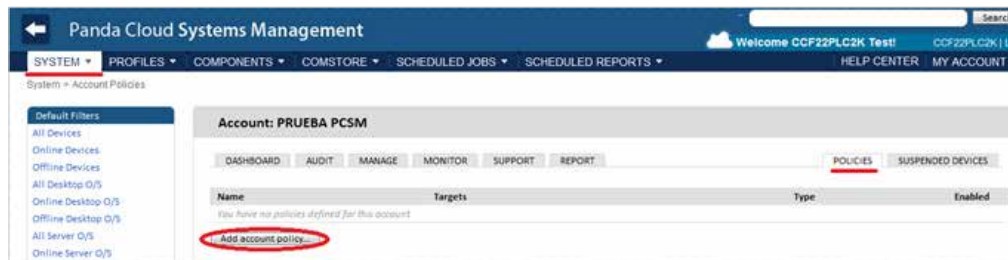 Panda Cloud Systems Management
Search
Welcome CCF22PLC2K Test!
CCF22PLC2K |
SYSTEM PROFILES COMPONENTS COMSTORE SCHEDULED JOBS SCHEDULED REPORTS HELP CENTER MY ACCOUNT
System > Account Policies
Default Filters
All Devices
Online Devices
Offline Devices
All Desktop O/S
Online Desktop O/S
Offline Desktop O/S
All Server O/S
Online Server O/S
Account: PRUEBA PCSM
DASHBOARD AUDIT MANAGE MONITOR SUPPORT REPORT POLICIES SUSPENDED DEVICES
Name Targets Type Enabled
You have no policies defined for this account
Add account policy...